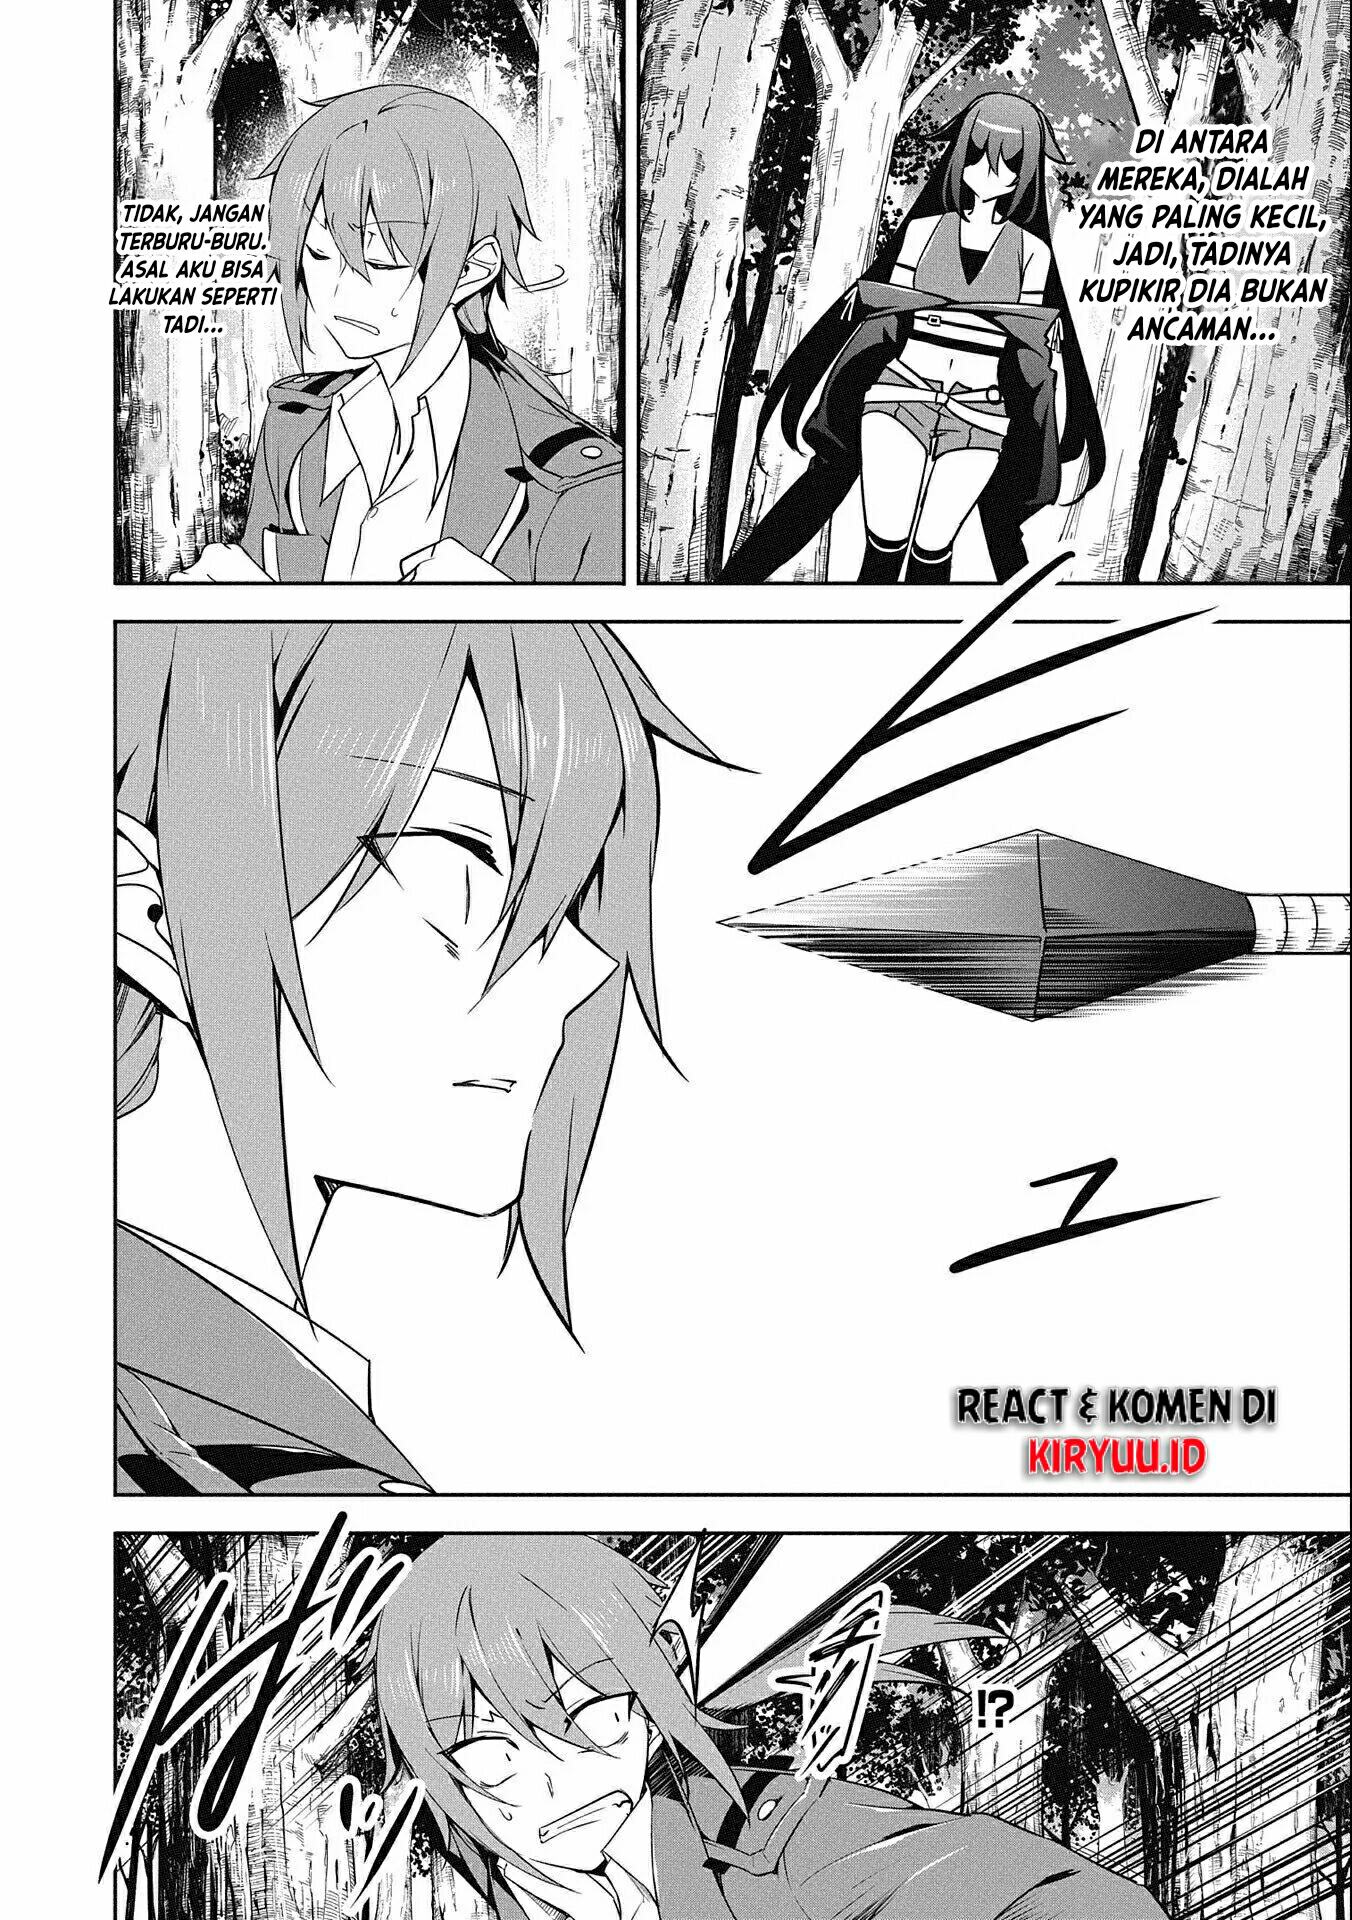 DI ANTARA
MEREKA, DIALAH
YANG PALING KECIL,
JADI, TADINYA
KUPIKIR DIA BUKAN
ANCAMAN...
TIDAK, JANGAN
TERBURU-BURU.
ASAL AKU BISA
LAKUKAN SEPERTI
TADI...
REACT & KOMEN DI
KIRYUU.ID
!?